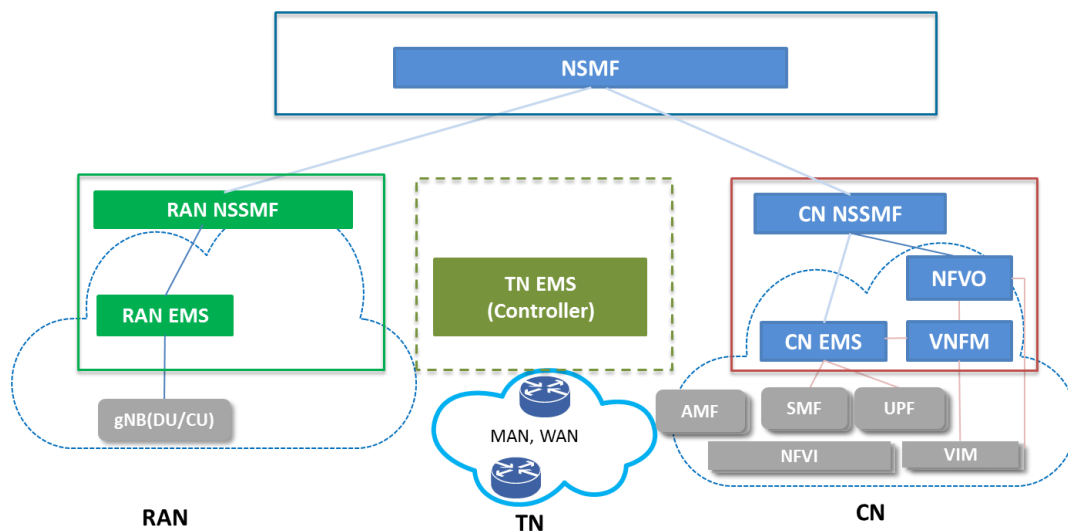 NSMF
RAN NSSMF
CN NSSMF
NFVO
TN EMS
(Controller)
RAN EMS
CN EMS
VNFM
gNB(DU/CU)
AMF
SMF
UPF
MAN, WAN
NFVI
VIM
RAN
TN
CN